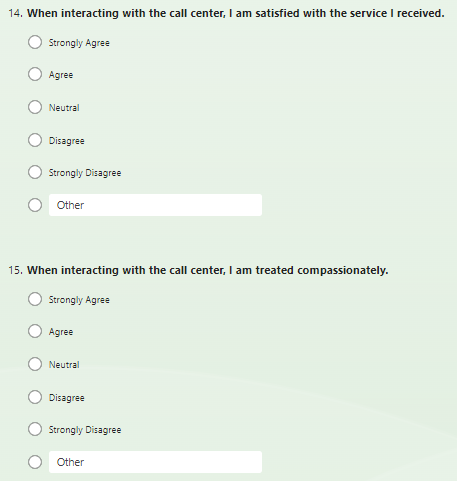 14. When interacting with the call center, I am satisfied with the service I received.
Strongly Agree
Agree
Neutral
Disagree
Strongly Disagree
Other
15. When interacting with the call center, I am treated compassionately.
Strongly Agree
Agree
Neutral
Disagree
Strongly Disagree
Other